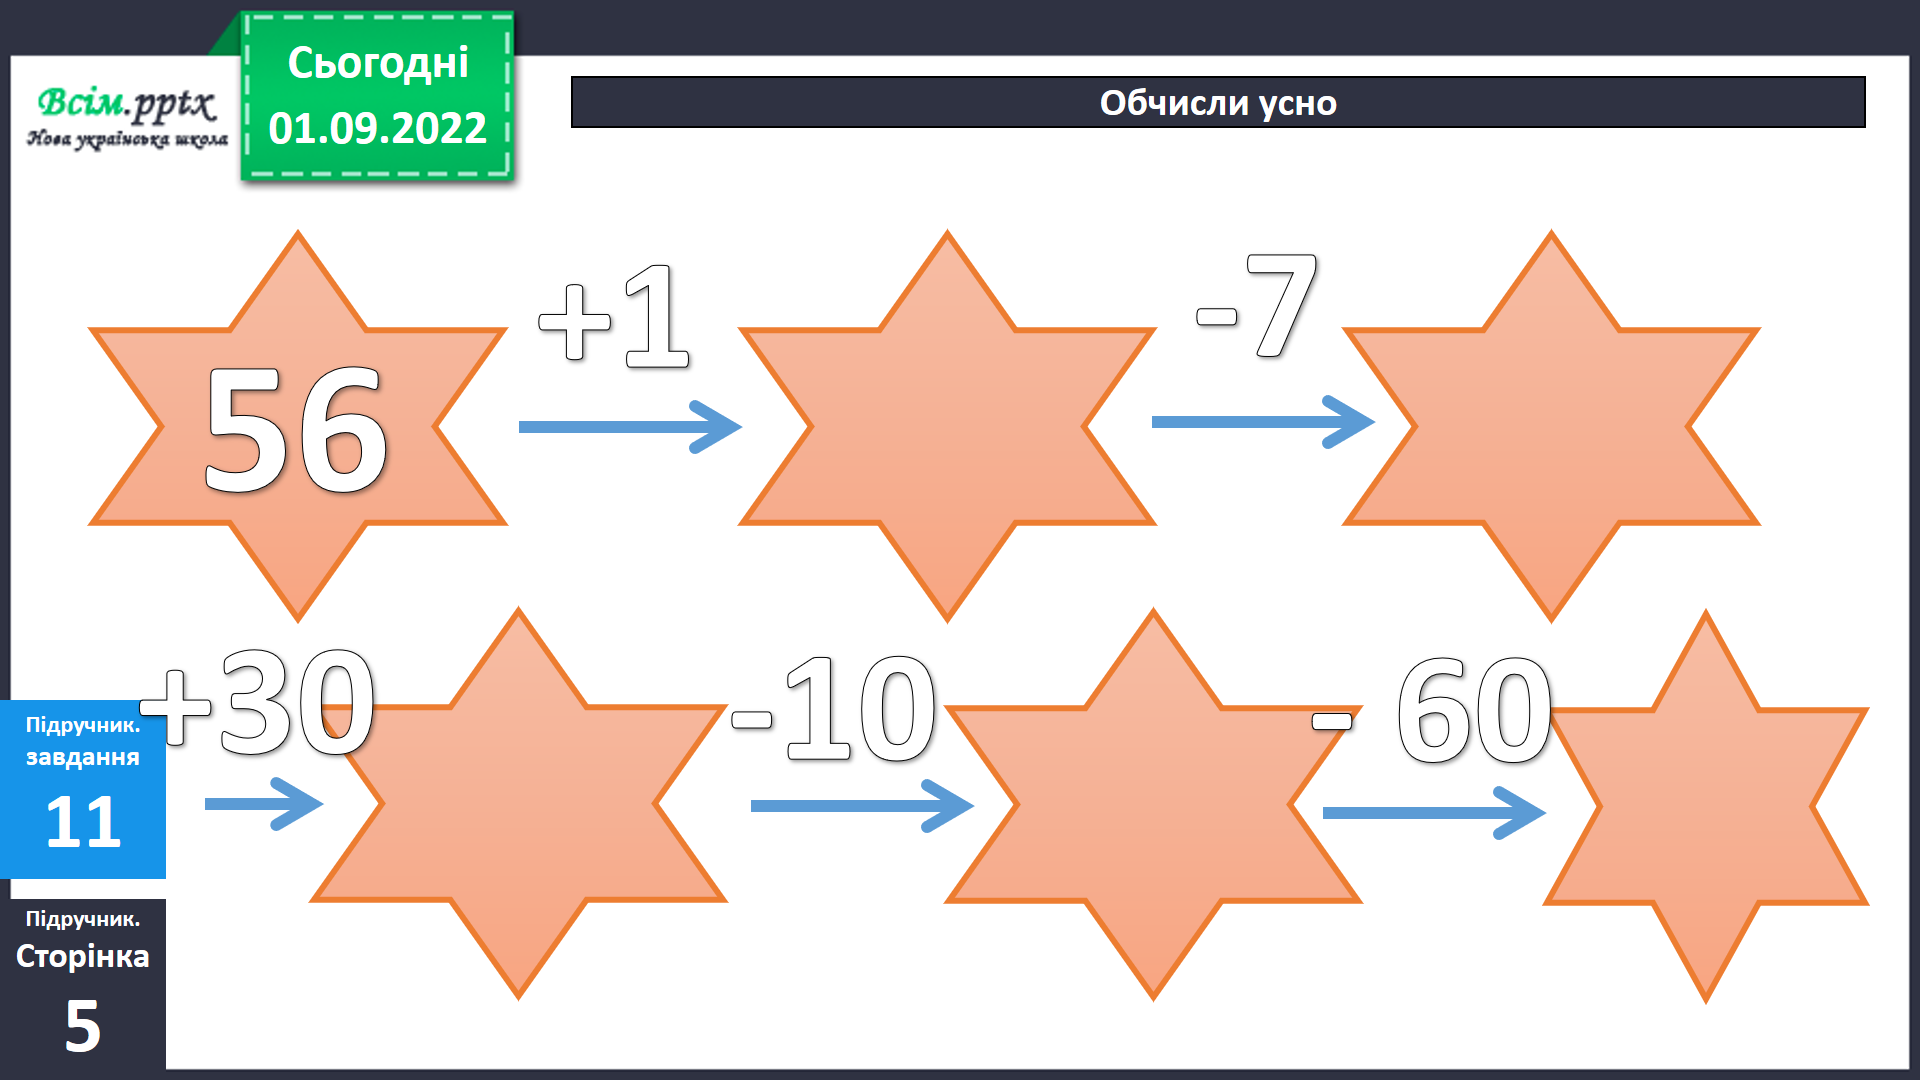 Всім.pptx
Нова українська школа
Сьогодні
01.09.2022
Обчисли усно
56
+1
-7
+30
-10
- 60
Підручник.
завдання
11
Підручник.
Сторінка
5